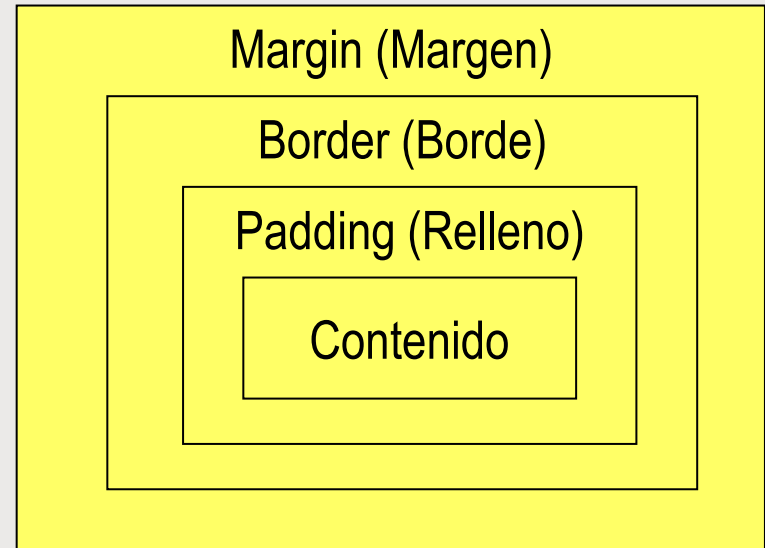 Margin (Margen)
Border (Borde)
Padding (Relleno)
Contenido